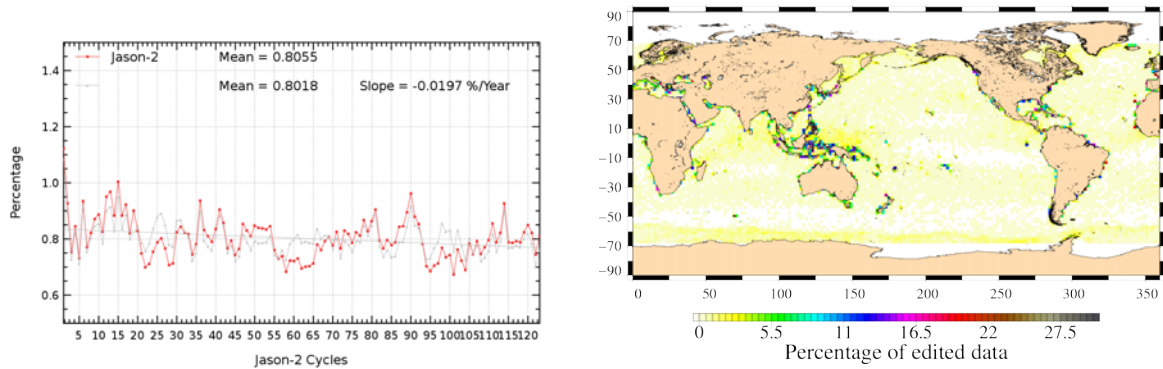 Jason-2 Mean = 0.8055
Mean = 0.8018 Slope = -0.0197 %/Year
Percentage
1.4
1.2
1.0
0.8
0.6
5 10 15 20 25 30 35 40 45 50 55 60 65 70 75 80 85 90 95 100 105 110 115 120
Jason-2 Cycles
90
70
50
30
10
−10
−30
−50
−70
−90
0 50 100 150 200 250 300 350
0 5.5 11 16.5 22 27.5
Percentage of edited data